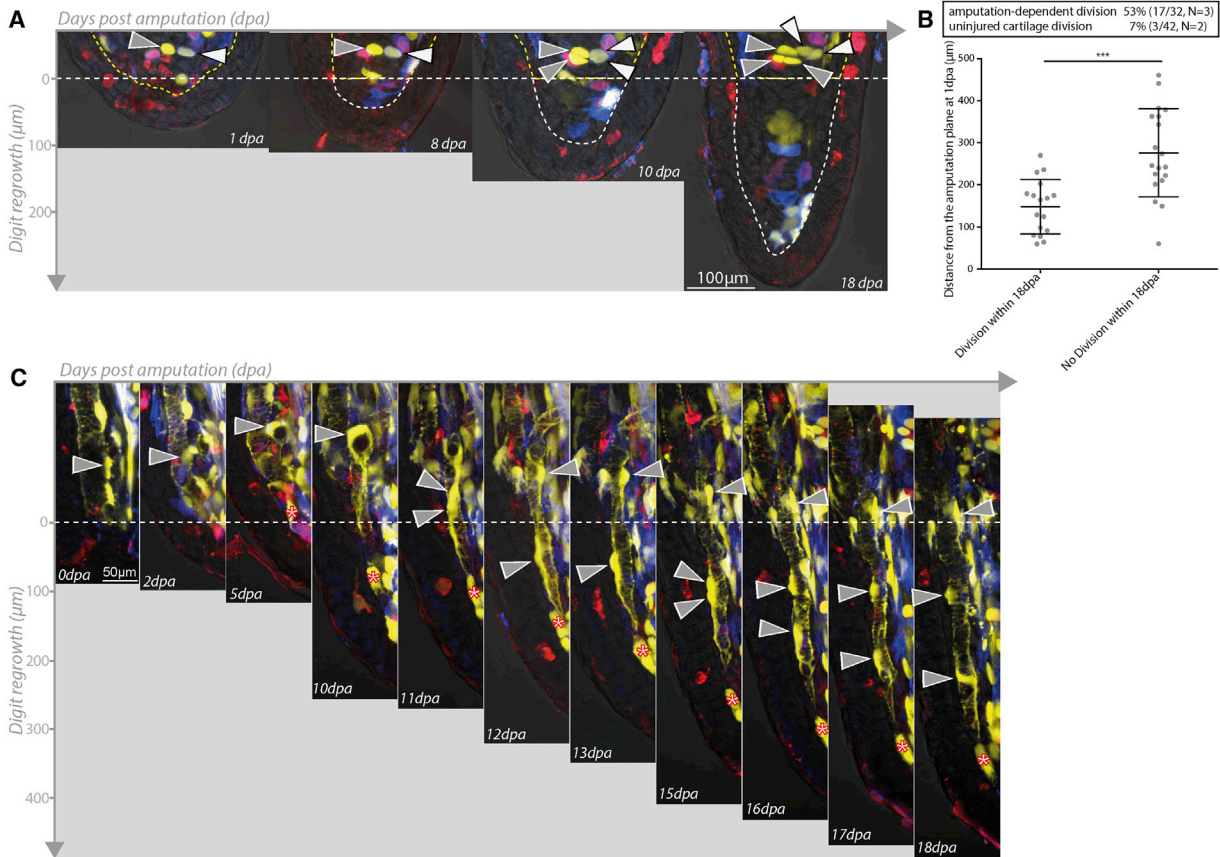 A
Days post amputation (dpa)
0
100
200
Digit regrowth (μm)
1 dpa
8 dpa
10 dpa
18 dpa
100μm
B
amputation-dependent division 53% (17/32, N=3)
uninjured cartilage division 7% (3/42, N=2)
Distance from the amputation plane at 1dpa (μm)
500
400
300
200
100
0
***
Division within 18dpa
No Division within 18dpa
C
Days post amputation (dpa)
0
100
200
300
400
Digit regrowth (μm)
0dpa
50μm
2dpa
5dpa
10dpa
11dpa
12dpa
13dpa
15dpa
16dpa
17dpa
18dpa
*
*
*
*
*
*
*
*
*